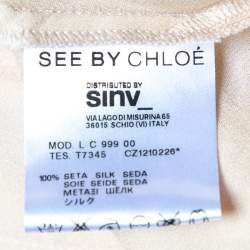 SEE BY CHLOÉ
DISTRIBUTED BY
sinv_
VIA LAGO DI MISURINA 65
36015 SCHIO (VI) ITALY
MOD. L C 999 00
TES. T7345 CZ1210226*
100% SETA SILK SEDA
SOIE SEIDE SEDA
ΜΕΤΑΞΙ ШЁЛК
シルク